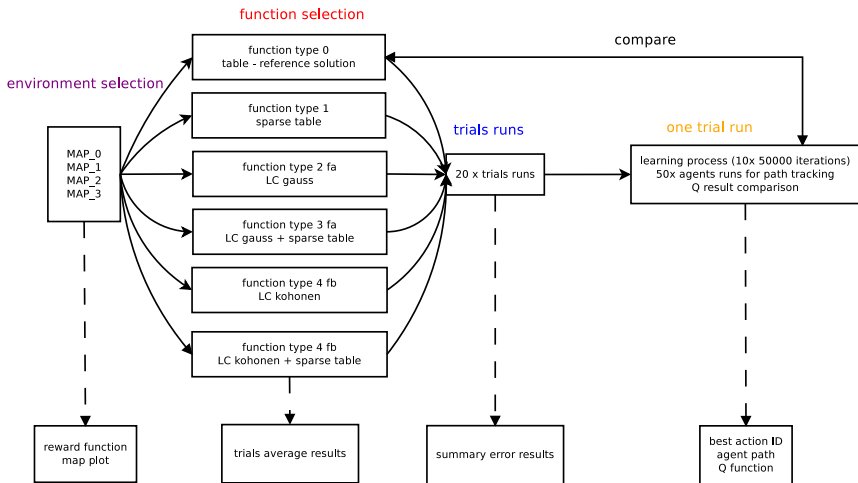 function selection
function type 0
table - reference solution
compare
environment selection
function type 1
sparse table
trials runs
one trial run
MAP_0
MAP_1
MAP_2
MAP_3
function type 2 fa
LC gauss
20 x trials runs
learning process (10x 50000 iterations)
50x agents runs for path tracking
Q result comparison
function type 3 fa
LC gauss + sparse table
function type 4 fb
LC kohonen
function type 4 fb
LC kohonen + sparse table
reward function
map plot
trials average results
summary error results
best action ID
agent path
Q function